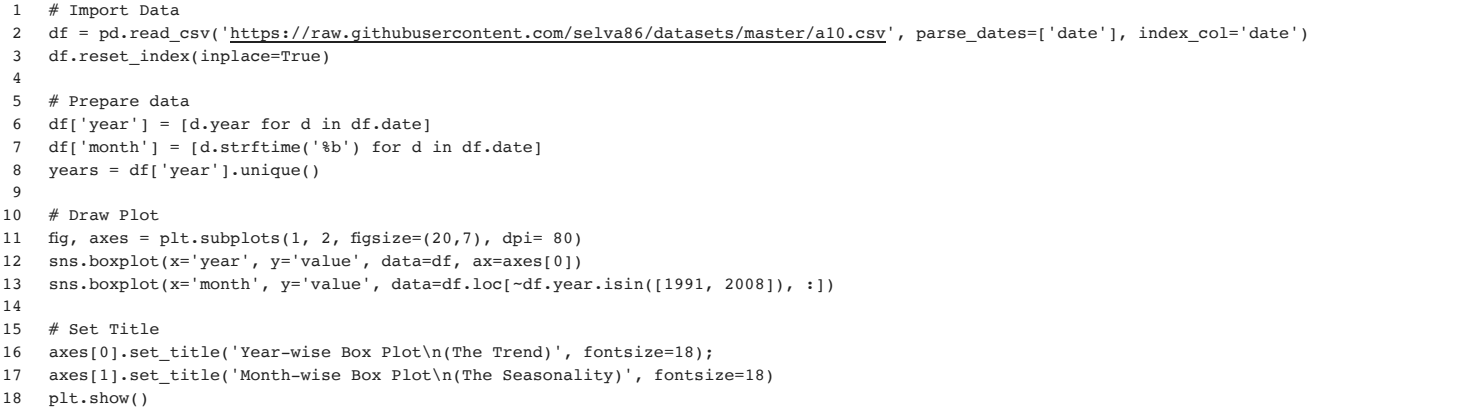 1 # Import Data
2 df = pd.read_csv('https://raw.githubusercontent.com/selva86/datasets/master/a10.csv', parse_dates=['date'], index_col='date')
3 df.reset_index(inplace=True)
4
5 # Prepare data
6 df['year'] = [d.year for d in df.date]
7 df['month'] = [d.strftime('%b') for d in df.date]
8 years = df['year'].unique()
9
10 # Draw Plot
11 fig, axes = plt.subplots(1, 2, figsize=(20,7), dpi= 80)
12 sns.boxplot(x='year', y='value', data=df, ax=axes[0])
13 sns.boxplot(x='month', y='value', data=df.loc[~df.year.isin([1991, 2008]), :])
14
15 # Set Title
16 axes[0].set_title('Year-wise Box Plot\n(The Trend)', fontsize=18);
17 axes[1].set_title('Month-wise Box Plot\n(The Seasonality)', fontsize=18)
18 plt.show()